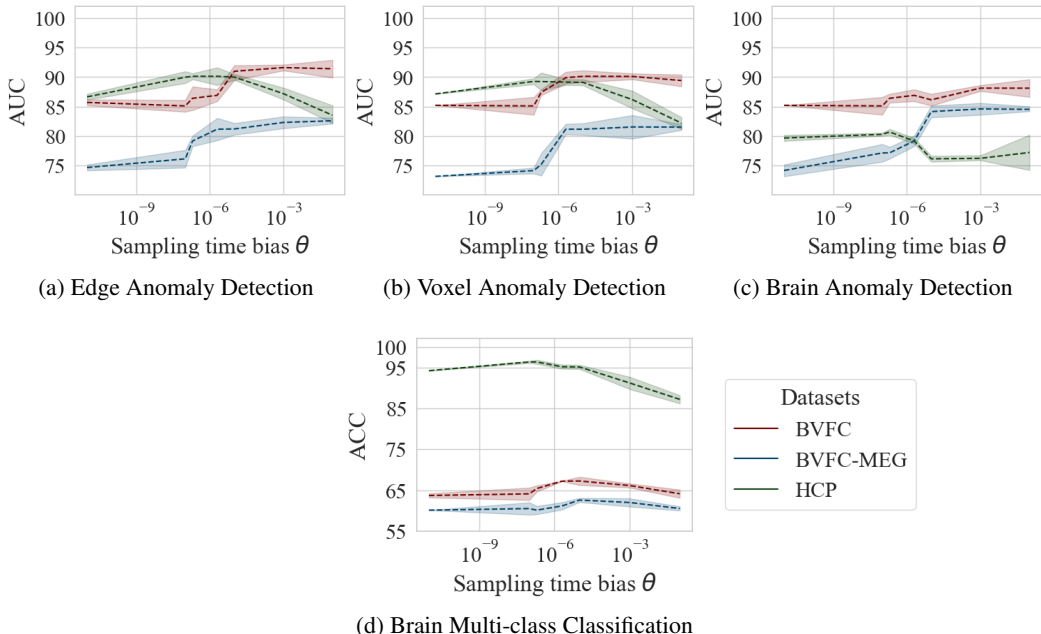 100
95
90
85
80
75
AUC
10⁻⁹ 10⁻⁶ 10⁻³
Sampling time bias θ
(a) Edge Anomaly Detection
100
95
90
85
80
75
AUC
10⁻⁹ 10⁻⁶ 10⁻³
Sampling time bias θ
(b) Voxel Anomaly Detection
100
95
90
85
80
75
AUC
10⁻⁹ 10⁻⁶ 10⁻³
Sampling time bias θ
(c) Brain Anomaly Detection
100
95
85
75
65
55
ACC
10⁻⁹ 10⁻⁶ 10⁻³
Sampling time bias θ
(d) Brain Multi-class Classification
Datasets
BVFC
BVFC-MEG
HCP